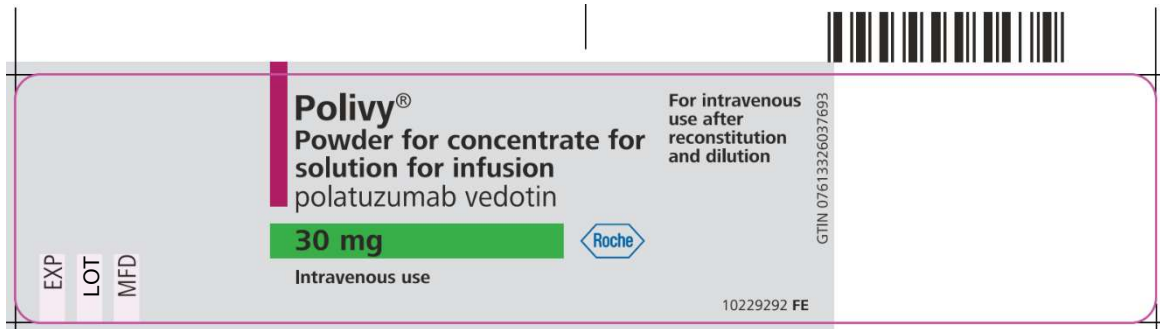 Polivy®
Powder for concentrate for
solution for infusion
polatuzumab vedotin
30 mg
Intravenous use
Roche
For intravenous
use after
reconstitution
and dilution
GTIN 07613326037693
10229292 FE
EXP
LOT
MFD